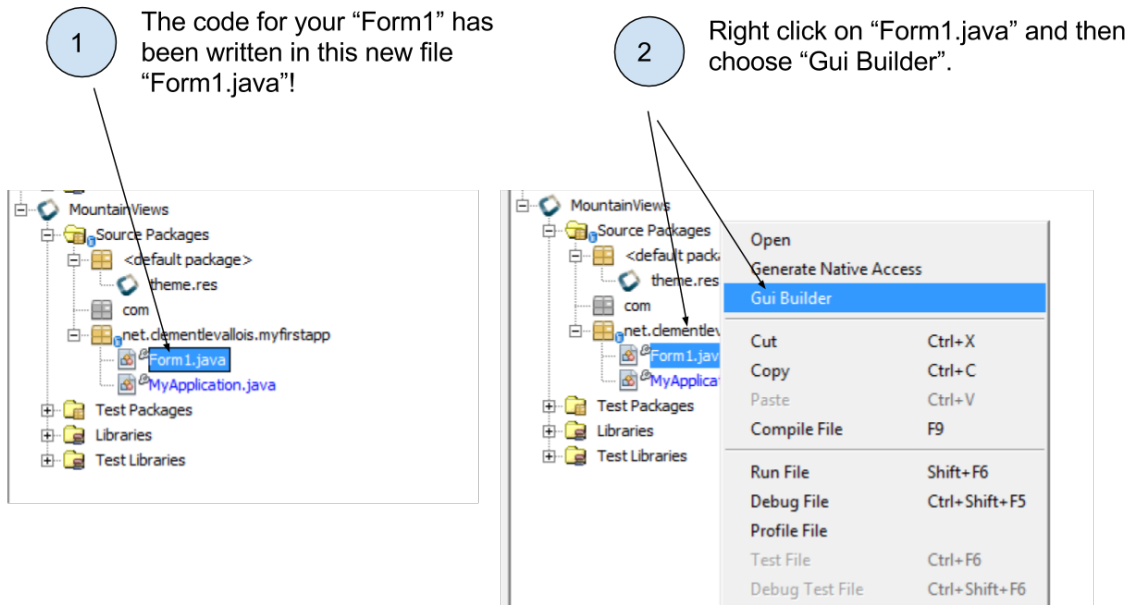 1
The code for your “Form1” has
been written in this new file
“Form1.java”!
2
Right click on “Form1.java” and then
choose “Gui Builder”.
MountainViews
Source Packages
<default package>
theme.res
com
net.clementlevallois.myfirstapp
Form1.java
MyApplication.java
Test Packages
Libraries
Test Libraries
MountainViews
Source Packages
<default pack
theme.res
com
net.clementlev
Form1.jav
MyApplica
Test Packages
Libraries
Test Libraries
Open
Generate Native Access
Gui Builder
Cut Ctrl+X
Copy Ctrl+C
Paste Ctrl+V
Compile File F9
Run File Shift+F6
Debug File Ctrl+Shift+F5
Profile File
Test File Ctrl+F6
Debug Test File Ctrl+Shift+F6